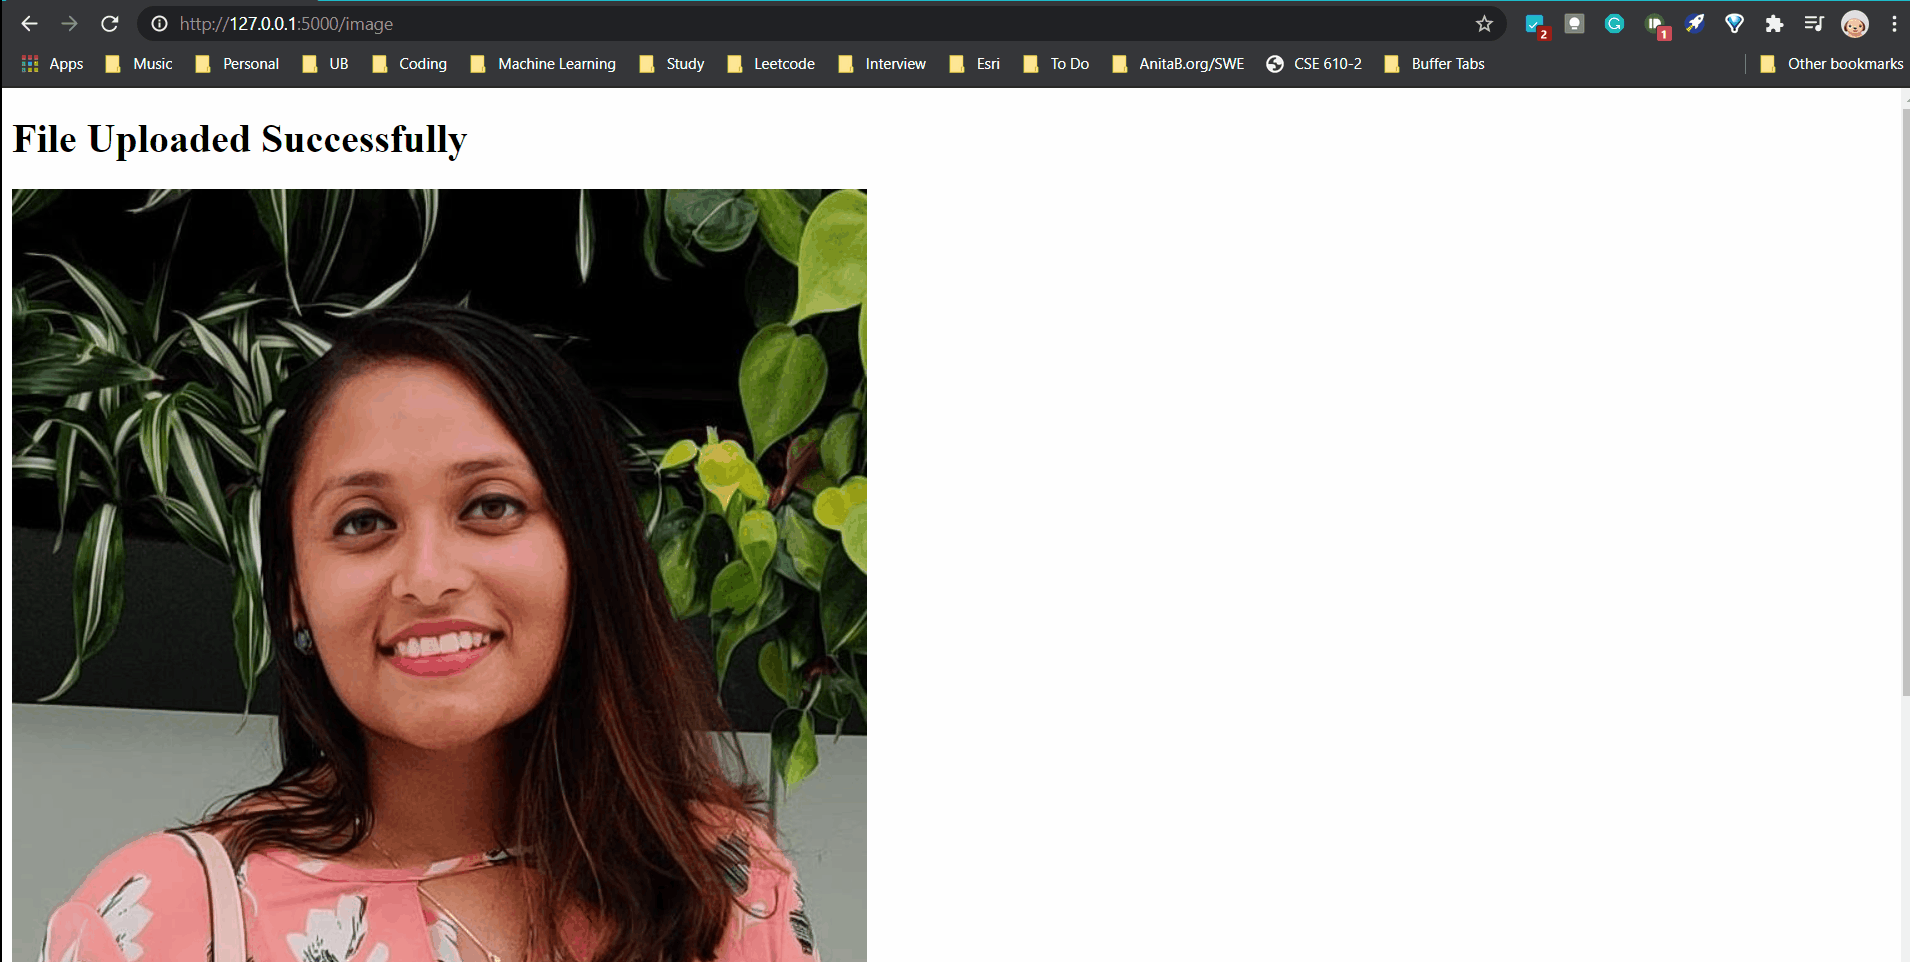 http://127.0.0.1:5000/image
2
1
Apps Music Personal UB Coding Machine Learning Study Leetcode Interview Esri To Do AnitaB.org/SWE CSE 610-2 Buffer Tabs Other bookmarks
File Uploaded Successfully